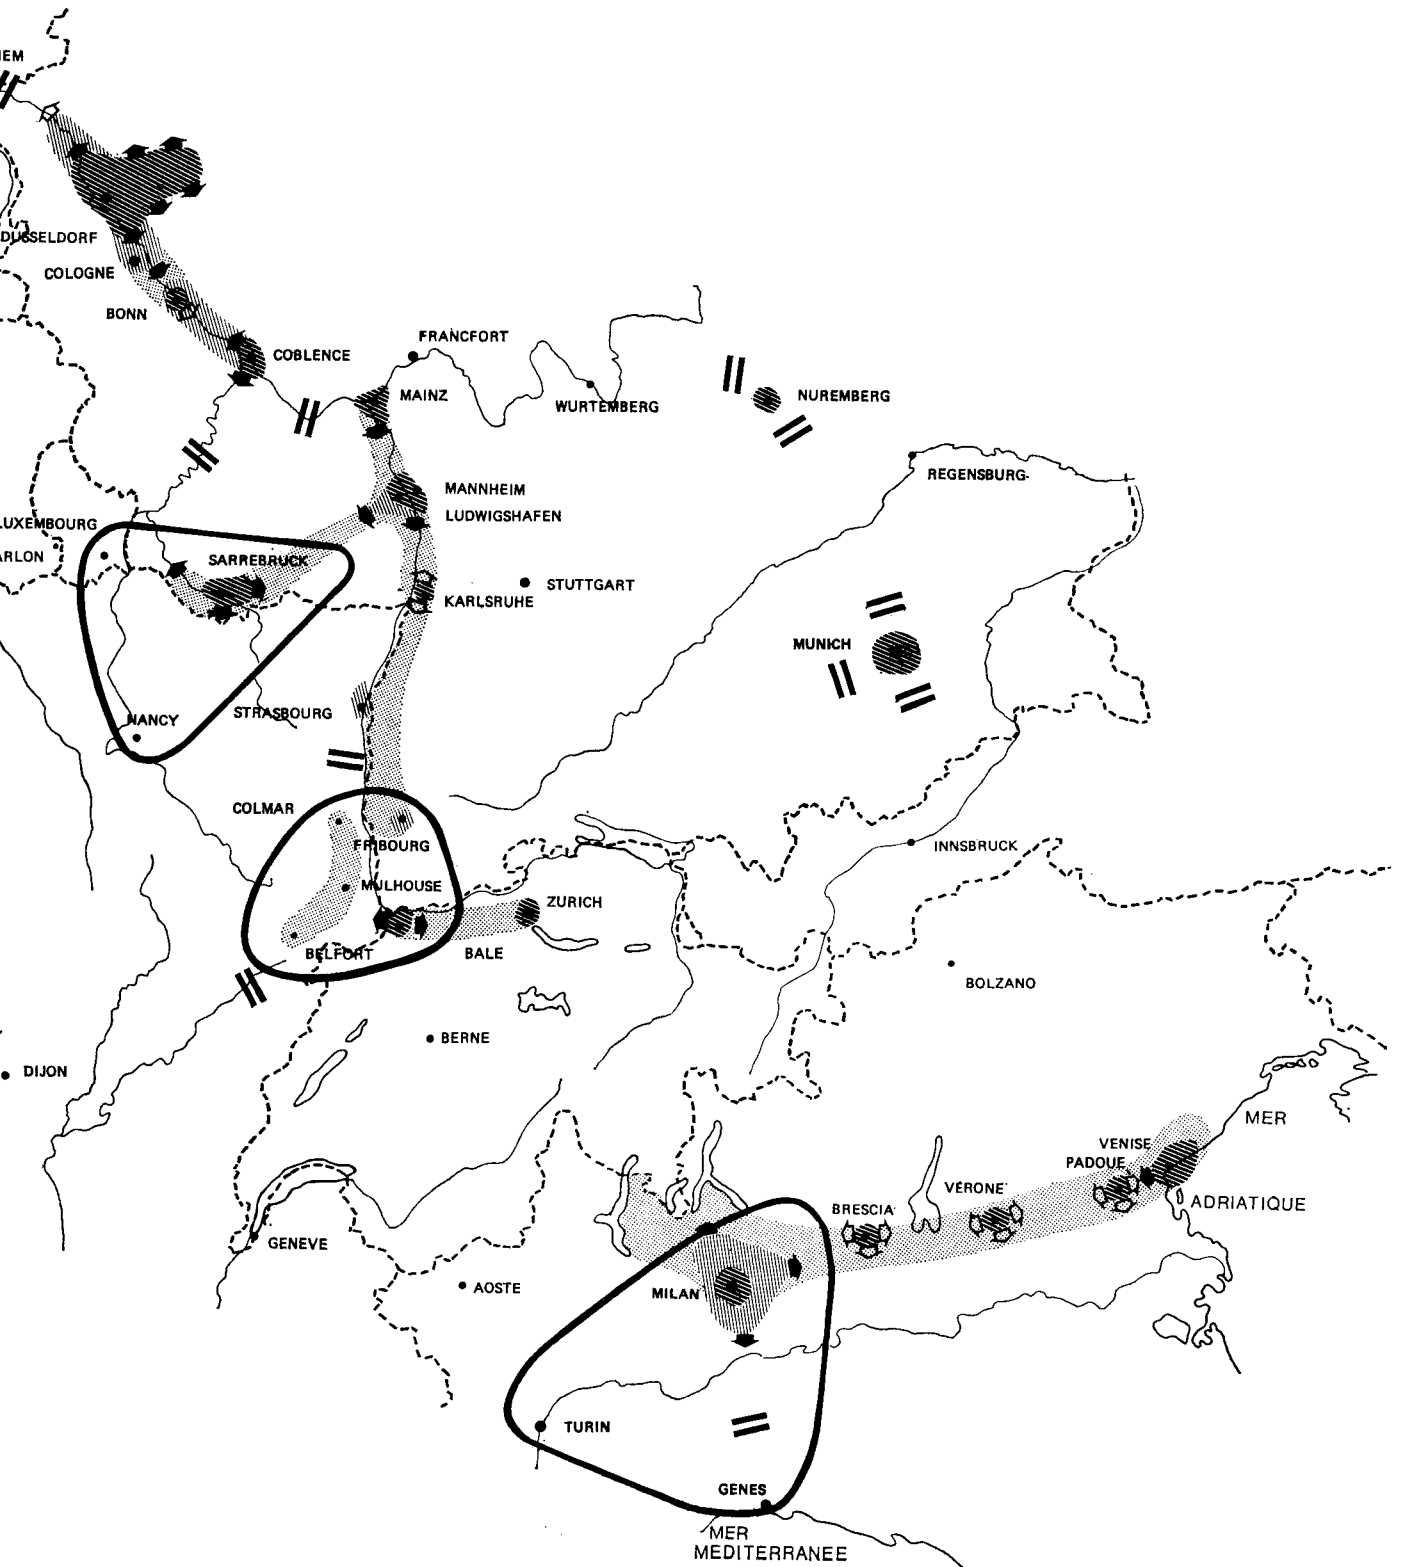 DUSSELDORF
COLOGNE
BONN
COBLENCE
FRANCFORT
MAINZ
WURTEMBERG
NUREMBERG
REGENSBURG
MANNHEIM
LUDWIGSHAFEN
SARREBRUCK
STUTTGART
KARLSRUHE
MUNICH
NANCY
STRASBOURG
COLMAR
FRIBOURG
INNSBRUCK
MULHOUSE
ZURICH
BELFORT
BALE
BOLZANO
BERNE
DIJON
MER
ADRIATIQUE
VENISE
PADOUE
VERONE
BRESCIA
GENEVE
AOSTE
MILAN
TURIN
GENES
MER
MEDITERRANEE